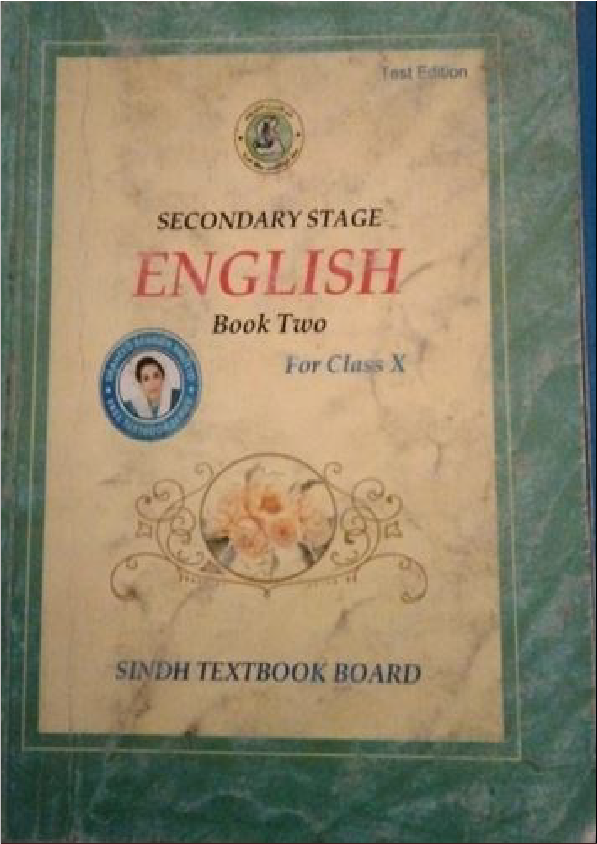 Test Edition
SECONDARY STAGE
ENGLISH
Book Two
For Class X
SINDH TEXTBOOK BOARD